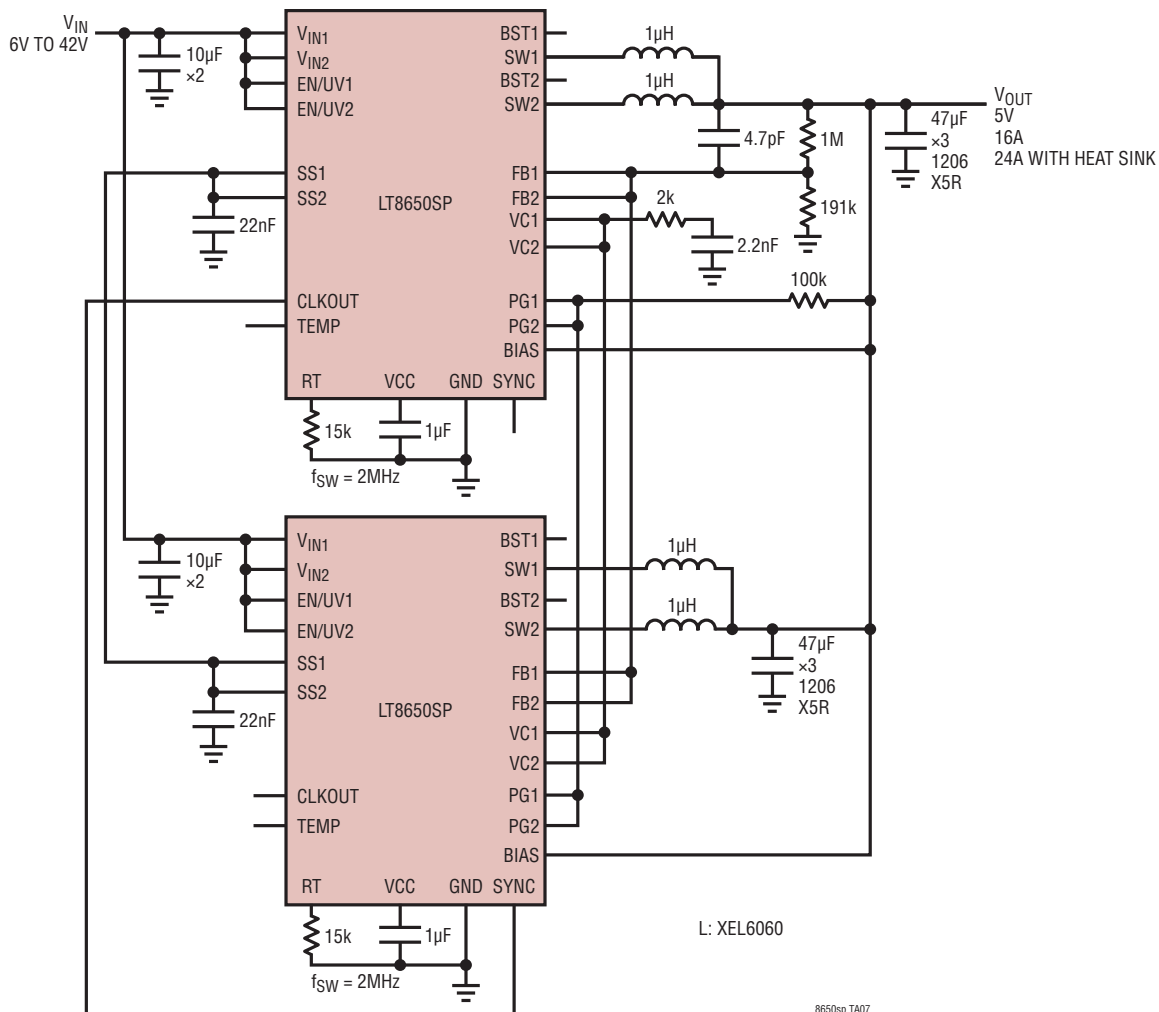 VIN
6V TO 42V
10µF
×2
VIN1
VIN2
EN/UV1
EN/UV2
SS1
SS2
22nF
CLKOUT
TEMP
LT8650SP
RT
VCC
GND
SYNC
BST1
SW1
BST2
SW2
FB1
FB2
VC1
VC2
PG1
PG2
BIAS
1µH
1µH
4.7pF
1M
191k
2k
2.2nF
100k
47µF
×3
1206
X5R
VOUT
5V
16A
24A WITH HEAT SINK
15k
1µF
fSW = 2MHz
10µF
×2
VIN1
VIN2
EN/UV1
EN/UV2
SS1
SS2
22nF
CLKOUT
TEMP
LT8650SP
RT
VCC
GND
SYNC
BST1
SW1
BST2
SW2
FB1
FB2
VC1
VC2
PG1
PG2
BIAS
1µH
1µH
47µF
×3
1206
X5R
15k
1µF
fSW = 2MHz
L: XEL6060
8650sp TA07